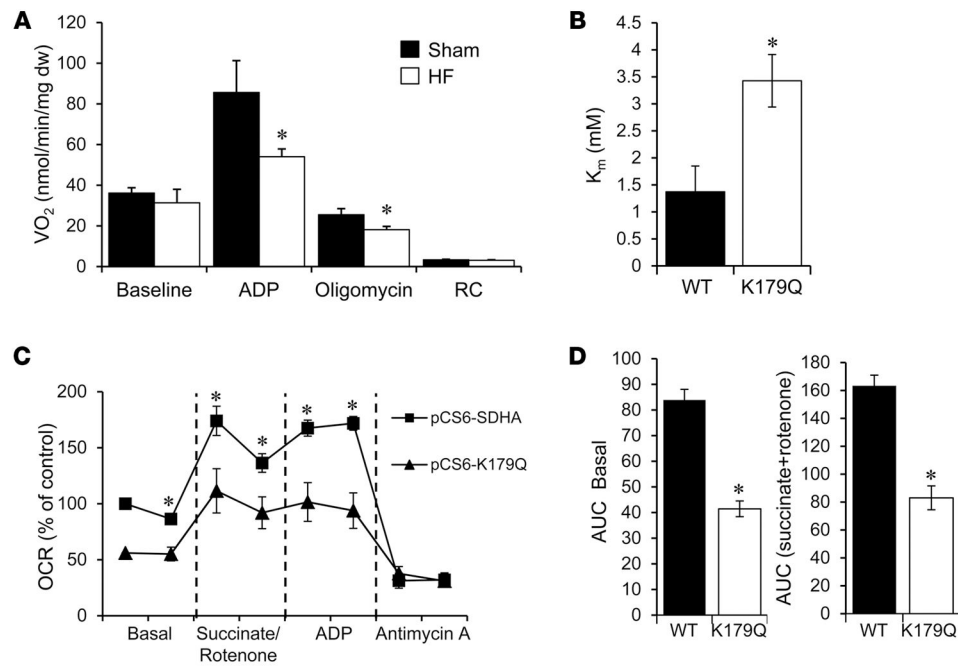 A
VO₂ (nmol/min/mg dw)
120
100
80
60
40
20
0
Sham
HF
*
*
Baseline
ADP
Oligomycin
RC
B
Kₘ (mM)
4.5
4
3.5
3
2.5
2
1.5
1
0.5
0
*
WT
K179Q
C
OCR (% of control)
200
150
100
50
0
*
*
*
*
*
pCS6-SDHA
pCS6-K179Q
Basal
Succinate/
Rotenone
ADP
Antimycin A
D
AUC Basal
100
90
80
70
60
50
40
30
20
10
0
*
WT
K179Q
AUC (succinate+rotenone)
180
160
140
120
100
80
60
40
20
0
*
WT
K179Q